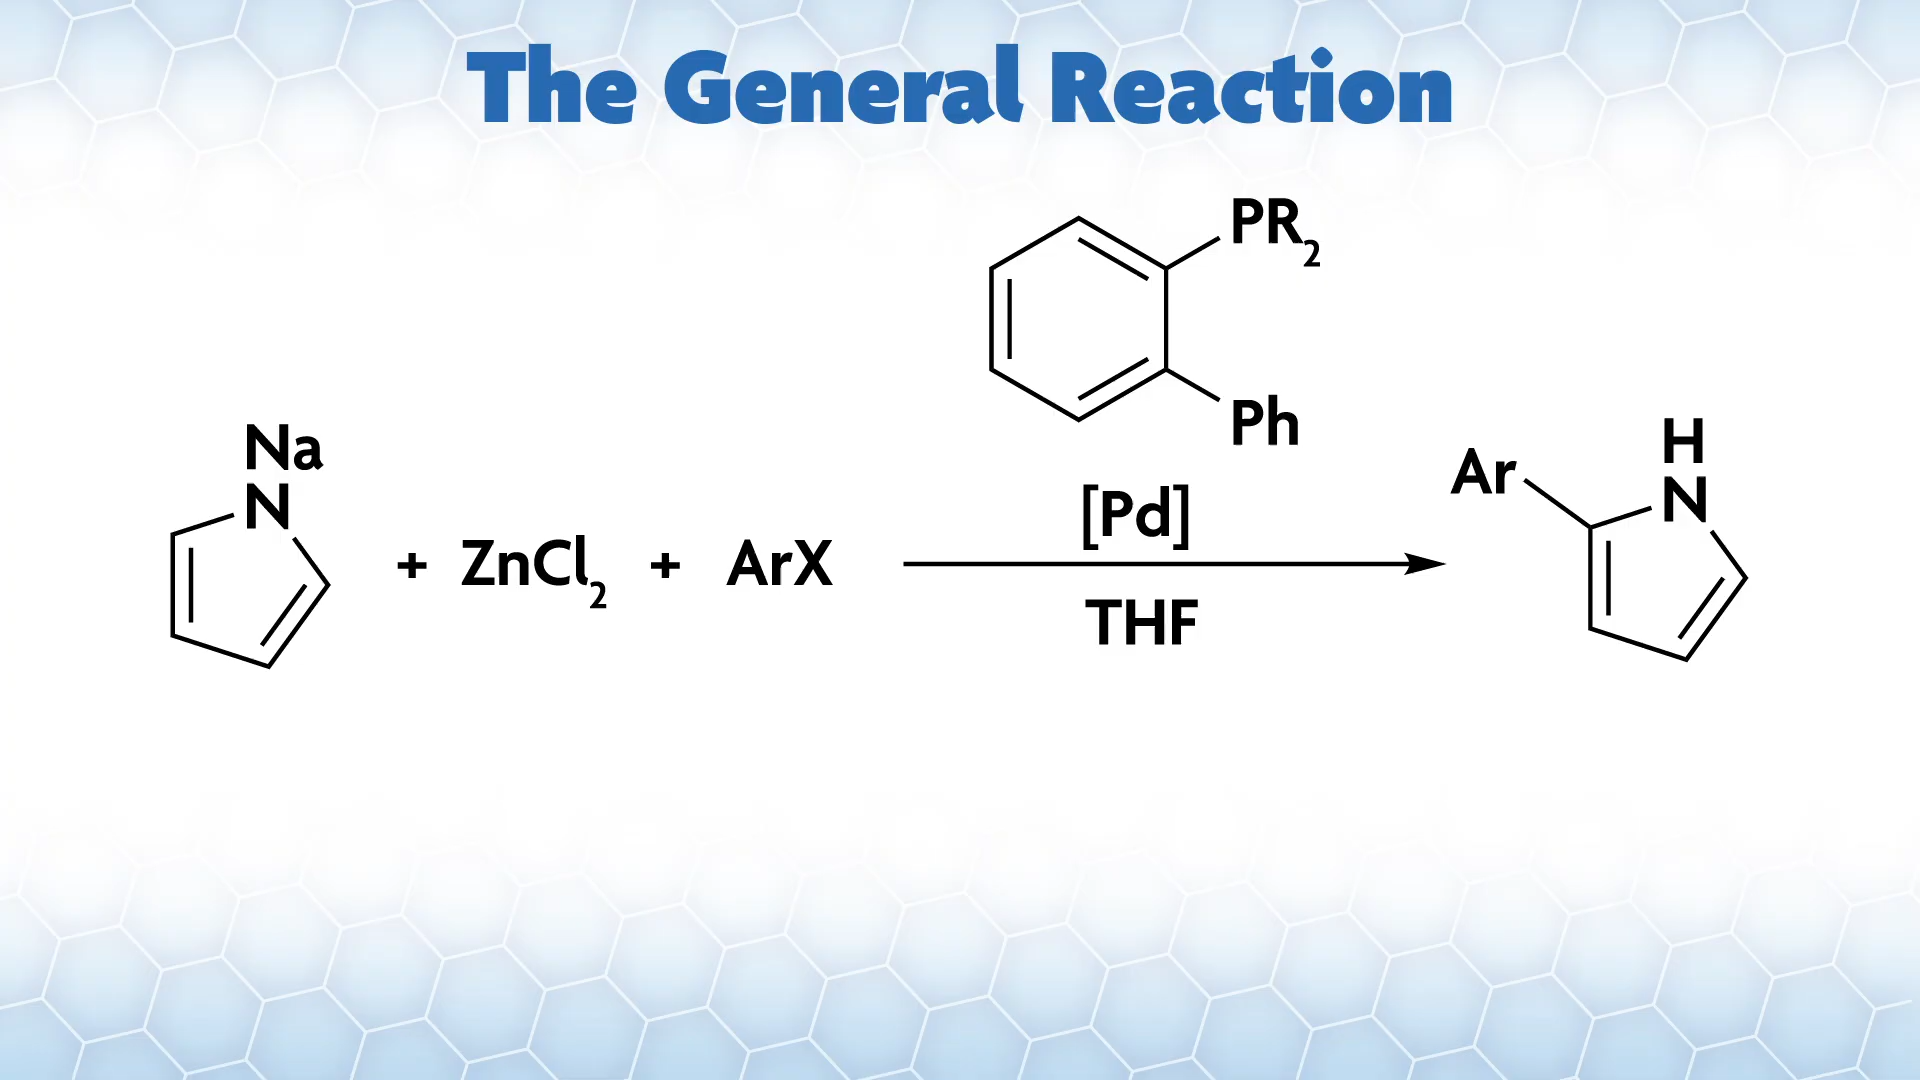 The General Reaction
PR₂
Ph
Na
N
+ ZnCl₂ + ArX
[Pd]
THF
Ar
H
N